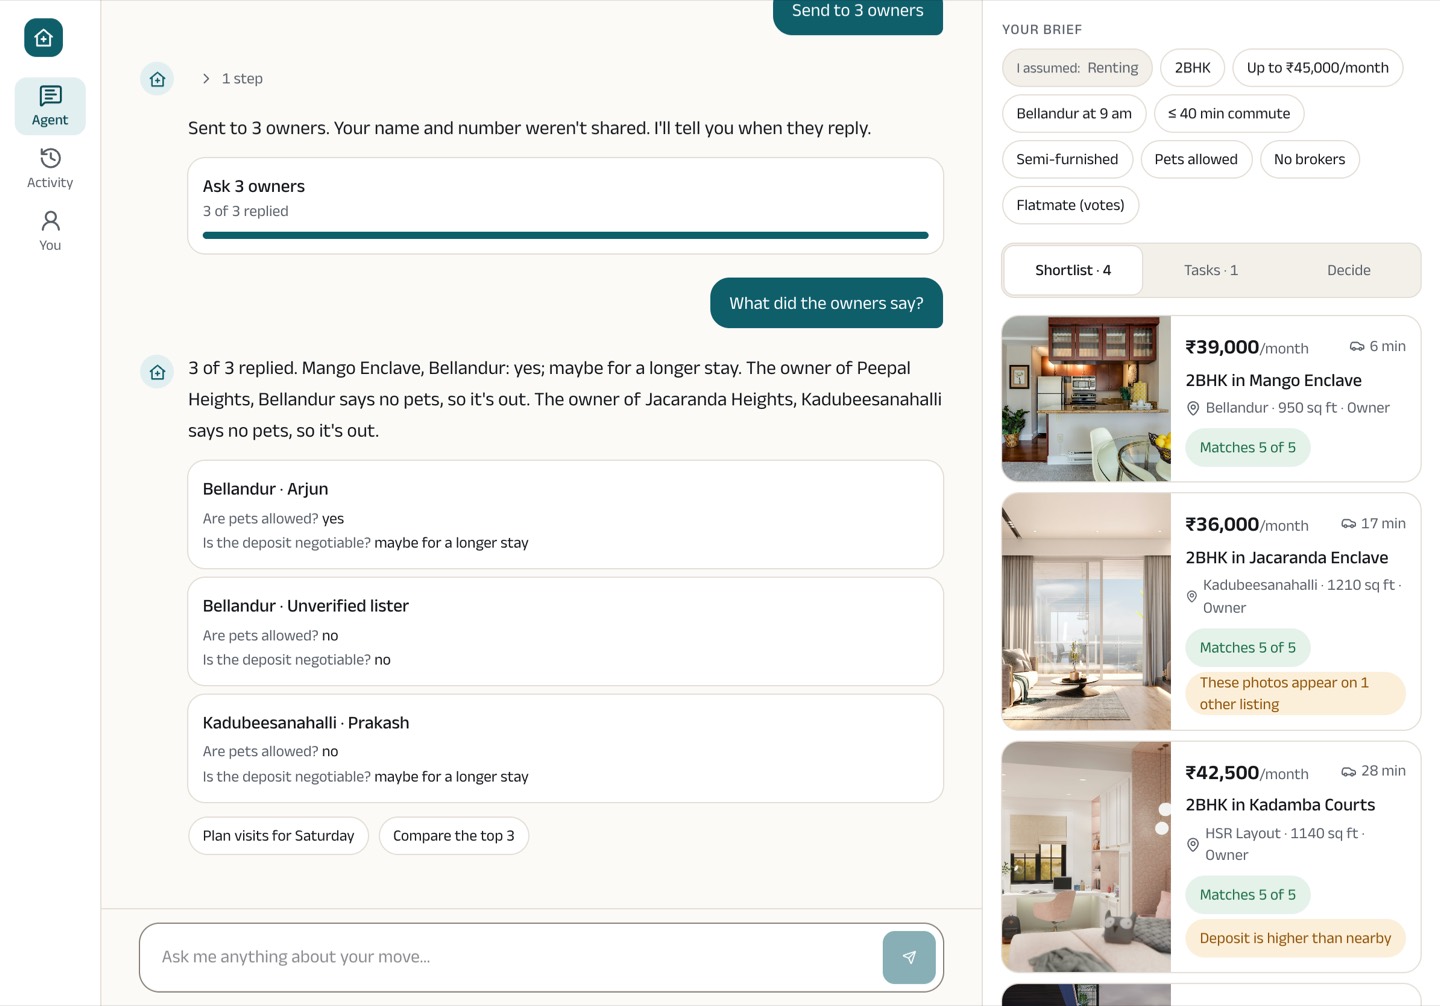 Agent
Activity
You
Send to 3 owners
1 step
Sent to 3 owners. Your name and number weren't shared. I'll tell you when they reply.
Ask 3 owners
3 of 3 replied
What did the owners say?
3 of 3 replied. Mango Enclave, Bellandur: yes; maybe for a longer stay. The owner of Peepal
Heights, Bellandur says no pets, so it's out. The owner of Jacaranda Heights, Kadubeesanahalli
says no pets, so it's out.
Bellandur · Arjun
Are pets allowed? yes
Is the deposit negotiable? maybe for a longer stay
Bellandur · Unverified lister
Are pets allowed? no
Is the deposit negotiable? no
Kadubeesanahalli · Prakash
Are pets allowed? no
Is the deposit negotiable? maybe for a longer stay
Plan visits for Saturday
Compare the top 3
Ask me anything about your move...
YOUR BRIEF
I assumed: Renting
2BHK
Up to ₹45,000/month
Bellandur at 9 am
≤ 40 min commute
Semi-furnished
Pets allowed
No brokers
Flatmate (votes)
Shortlist · 4
Tasks · 1
Decide
₹39,000/month
6 min
2BHK in Mango Enclave
Bellandur · 950 sq ft · Owner
Matches 5 of 5
₹36,000/month
17 min
2BHK in Jacaranda Enclave
Kadubeesanahalli · 1210 sq ft ·
Owner
Matches 5 of 5
These photos appear on 1
other listing
₹42,500/month
28 min
2BHK in Kadamba Courts
HSR Layout · 1140 sq ft ·
Owner
Matches 5 of 5
Deposit is higher than nearby